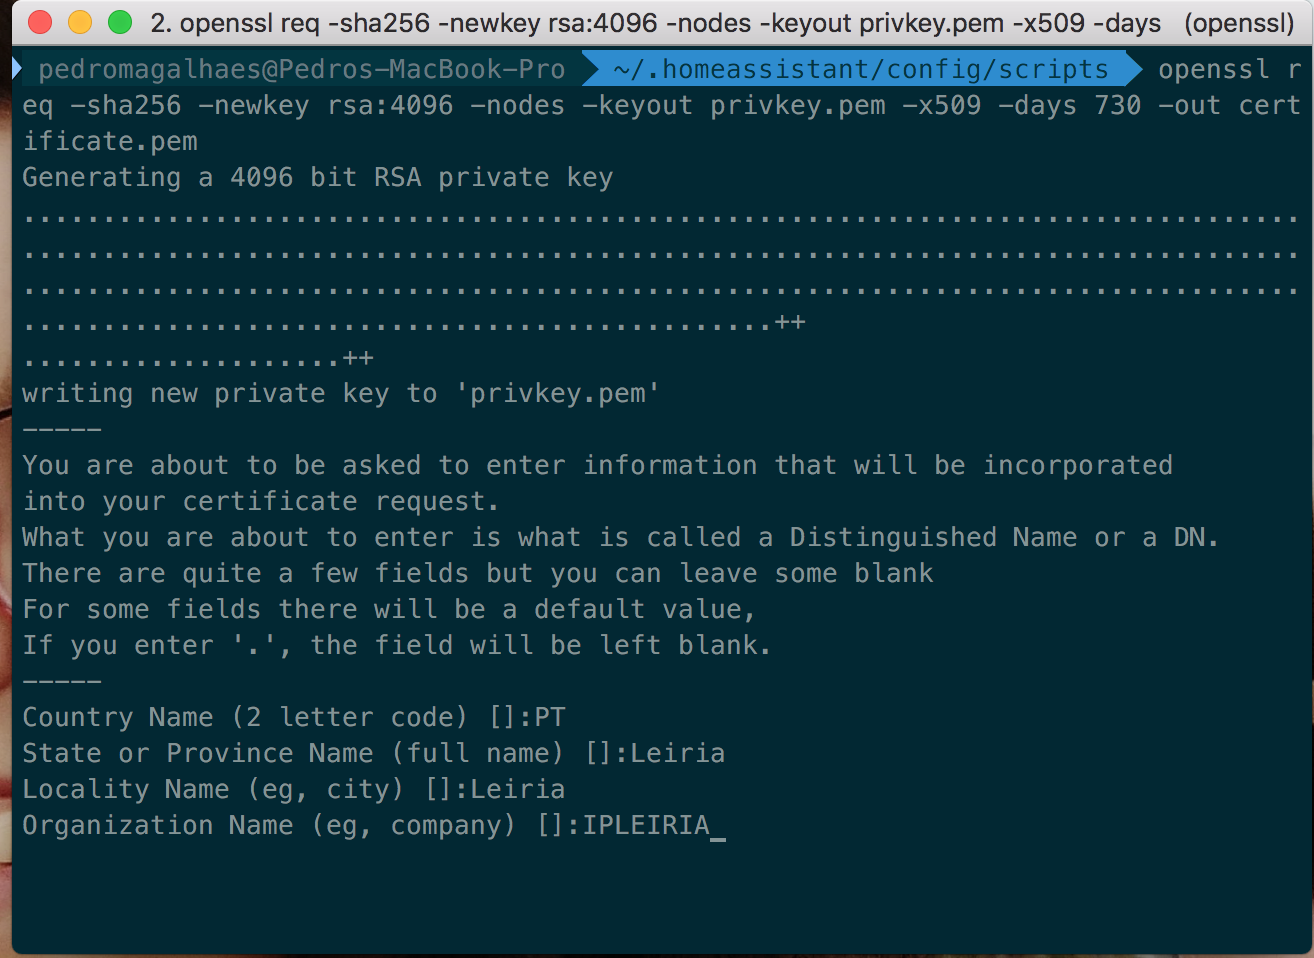 2. openssl req -sha256 -newkey rsa:4096 -nodes -keyout privkey.pem -x509 -days (openssl)
pedromagalhaes@Pedros-MacBook-Pro ~/.homeassistant/config/scripts openssl r
eq -sha256 -newkey rsa:4096 -nodes -keyout privkey.pem -x509 -days 730 -out cert
ificate.pem
Generating a 4096 bit RSA private key
................................................................................
................................................................................
................................................................................
...............................................++
....................++
writing new private key to 'privkey.pem'
-----
You are about to be asked to enter information that will be incorporated
into your certificate request.
What you are about to enter is what is called a Distinguished Name or a DN.
There are quite a few fields but you can leave some blank
For some fields there will be a default value,
If you enter '.', the field will be left blank.
-----
Country Name (2 letter code) []:PT
State or Province Name (full name) []:Leiria
Locality Name (eg, city) []:Leiria
Organization Name (eg, company) []:IPLEIRIA_